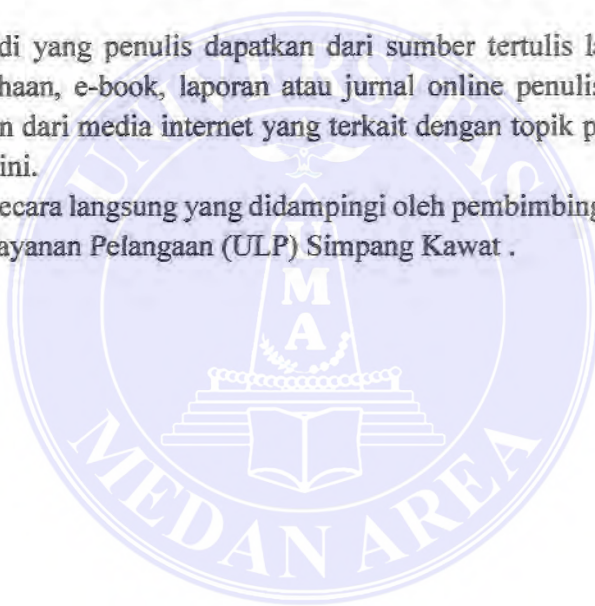 di yang penulis dapatkan dari sumber tertulis
haan, e-book, laporan atau jurnal online penulis
n dari media internet yang terkait dengan topik
ini.
ecara langsung yang didampingi oleh pembimbing
ayanan Pelangaan (ULP) Simpang Kawat .
UNIVERSITAS
M
A
MEDAN AREA